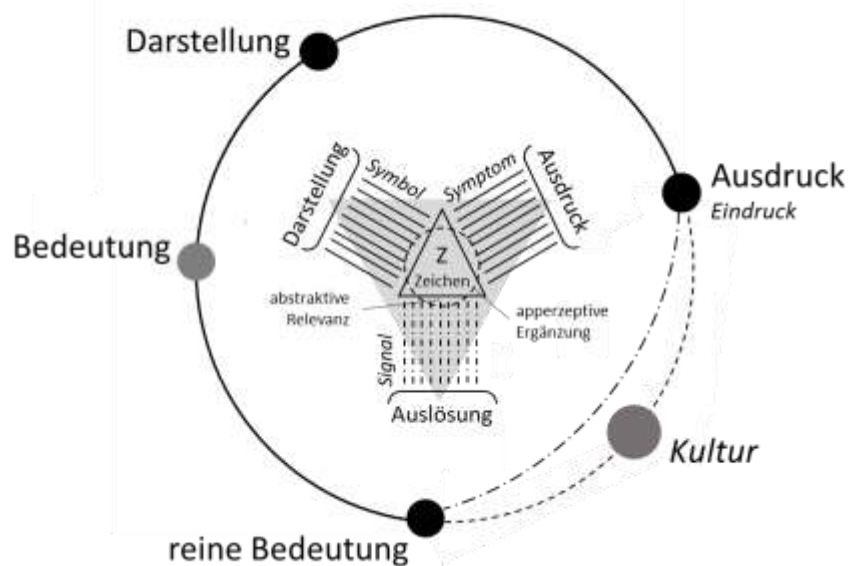 Darstellung
Ausdruck
Eindruck
Bedeutung
Darstellung
Symbol
Symptom
Ausdruck
Z
Zeichen
abstraktive
Relevanz
apperzeptive
Ergänzung
Signal
Auslösung
Kultur
reine Bedeutung